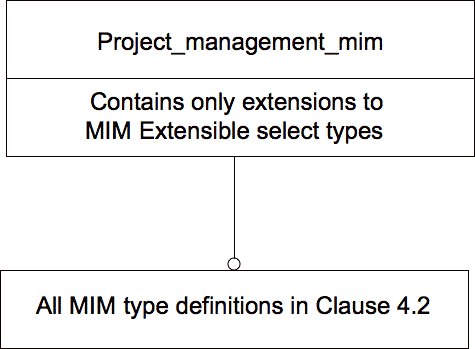 Project_management_mim
Contains only extensions to
MIM Extensible select types
All MIM type definitions in Clause 4.2